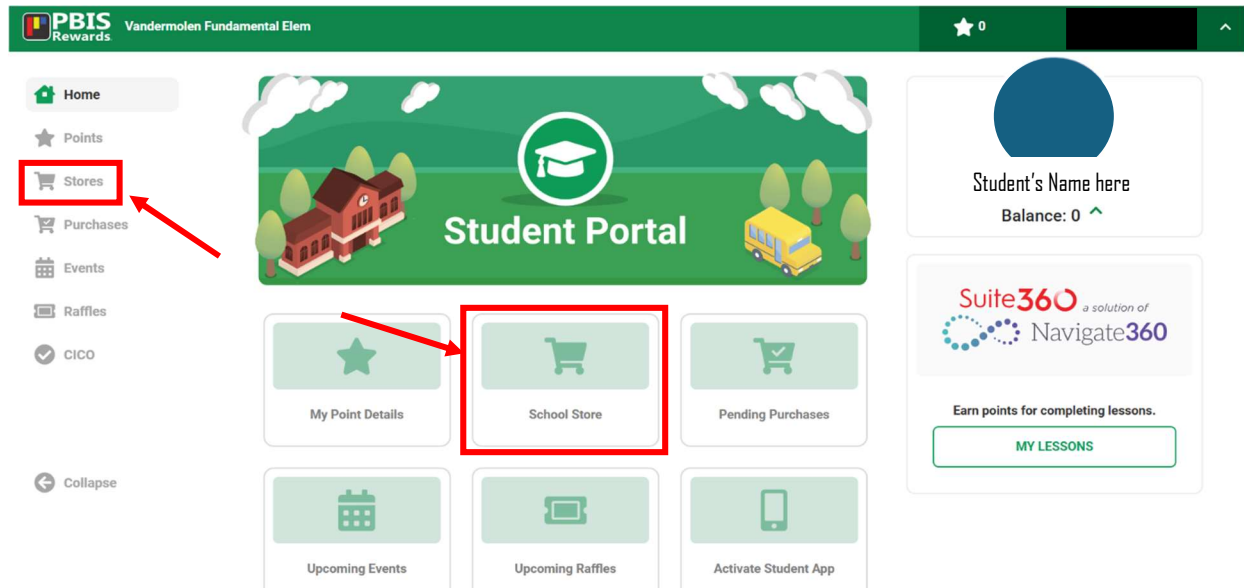 PBIS
Rewards
Vandermolen Fundamental Elem
0
Home
Points
Stores
Purchases
Events
Raffles
CICO
Collapse
Student Portal
My Point Details
School Store
Pending Purchases
Upcoming Events
Upcoming Raffles
Activate Student App
Student's Name here
Balance: 0
Suite360 a solution of
Navigate360
Earn points for completing lessons.
MY LESSONS